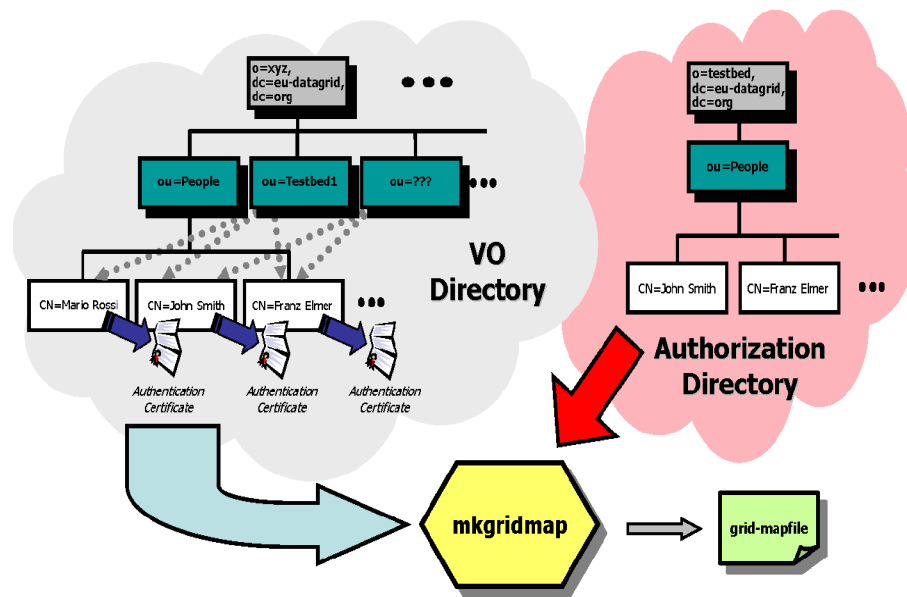 o=xyz,
dc=eu-datagrid,
dc=org
ou=People
ou=Testbed1
ou=???
VO
Directory
CN=Mario Rossi
CN=John Smith
CN=Franz Elmer
Authentication
Certificate
Authentication
Certificate
Authentication
Certificate
o=testbed,
dc=eu-datagrid,
dc=org
ou=People
CN=John Smith
CN=Franz Elmer
Authorization
Directory
mkgridmap
grid-mapfile